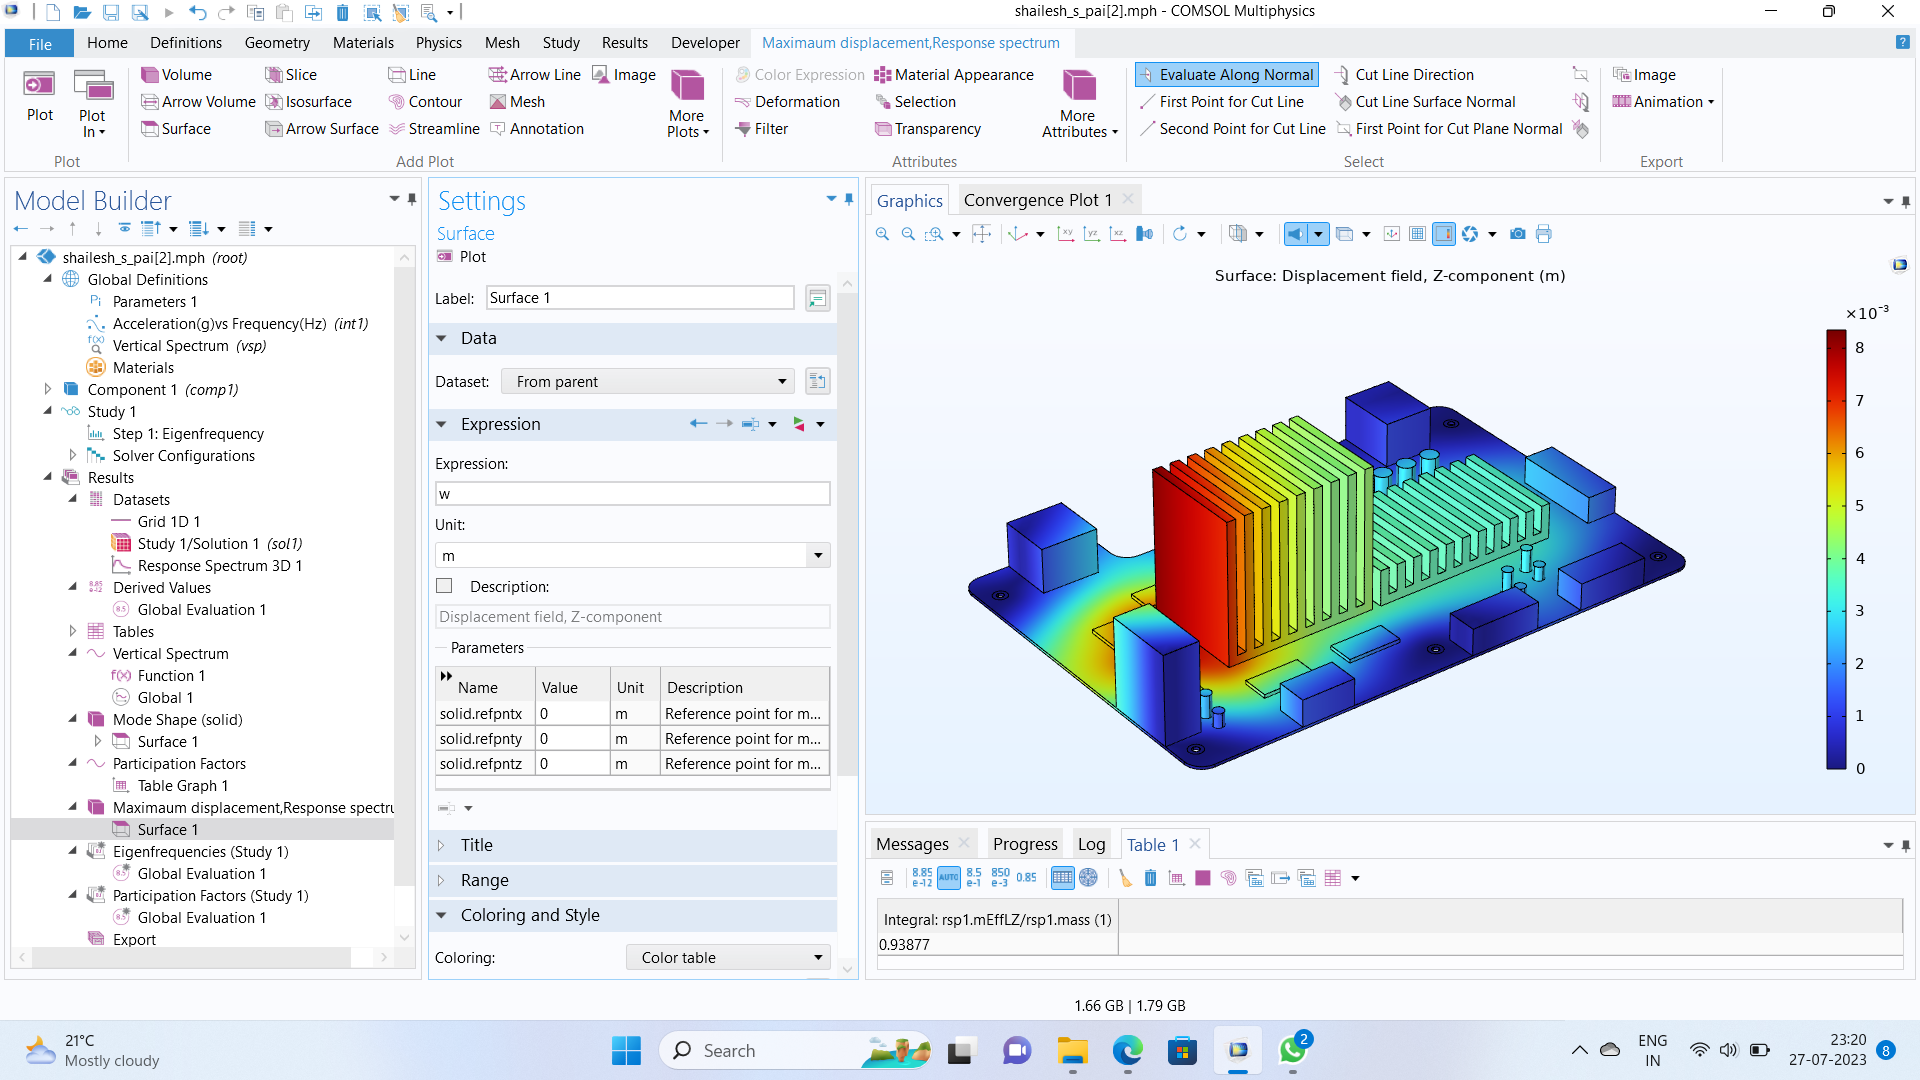 shailesh_s_pai[2].mph - COMSOL Multiphysics
File Home Definitions Geometry Materials Physics Mesh Study Results Developer Maximaum displacement,Response spectrum
Volume Slice Line Arrow Line Image Color Expression Material Appearance Evaluate Along Normal Cut Line Direction Image
Arrow Volume Isosurface Contour Mesh Deformation Selection First Point for Cut Line Cut Line Surface Normal Animation
Surface Arrow Surface Streamline Annotation Filter Transparency Second Point for Cut Line First Point for Cut Plane Normal
Plot
Plot In
More Plots
More Attributes
Plot Add Plot Attributes Select Export
Model Builder
shailesh_s_pai[2].mph (root)
Global Definitions
Parameters 1
Acceleration(g)vs Frequency(Hz) (int1)
Vertical Spectrum (vsp)
Materials
Component 1 (comp1)
Study 1
Step 1: Eigenfrequency
Solver Configurations
Results
Datasets
Grid 1D 1
Study 1/Solution 1 (sol1)
Response Spectrum 3D 1
Derived Values
Global Evaluation 1
Tables
Vertical Spectrum
Function 1
Global 1
Mode Shape (solid)
Surface 1
Participation Factors
Table Graph 1
Maximaum displacement,Response spectru
Surface 1
Eigenfrequencies (Study 1)
Global Evaluation 1
Participation Factors (Study 1)
Global Evaluation 1
Export
Settings
Surface
Plot
Label: Surface 1
Data
Dataset: From parent
Expression
Expression:
w
Unit:
m
Description:
Displacement field, Z-component
Parameters
Name Value Unit Description
solid.refpntx 0 m Reference point for m...
solid.refpnty 0 m Reference point for m...
solid.refpntz 0 m Reference point for m...
Title
Range
Coloring and Style
Coloring: Color table
Graphics Convergence Plot 1
xy yz xz
Surface: Displacement field, Z-component (m)
×10⁻³
8
7
6
5
4
3
2
1
0
Messages Progress Log Table 1
8.85 e-12 AUTO 8.5 e-1 850 e-3 0.85
Integral: rsp1.mEffLZ/rsp1.mass (1)
0.93877
1.66 GB | 1.79 GB
21°C
Mostly cloudy
Search
2
ENG
IN
23:20
27-07-2023
8